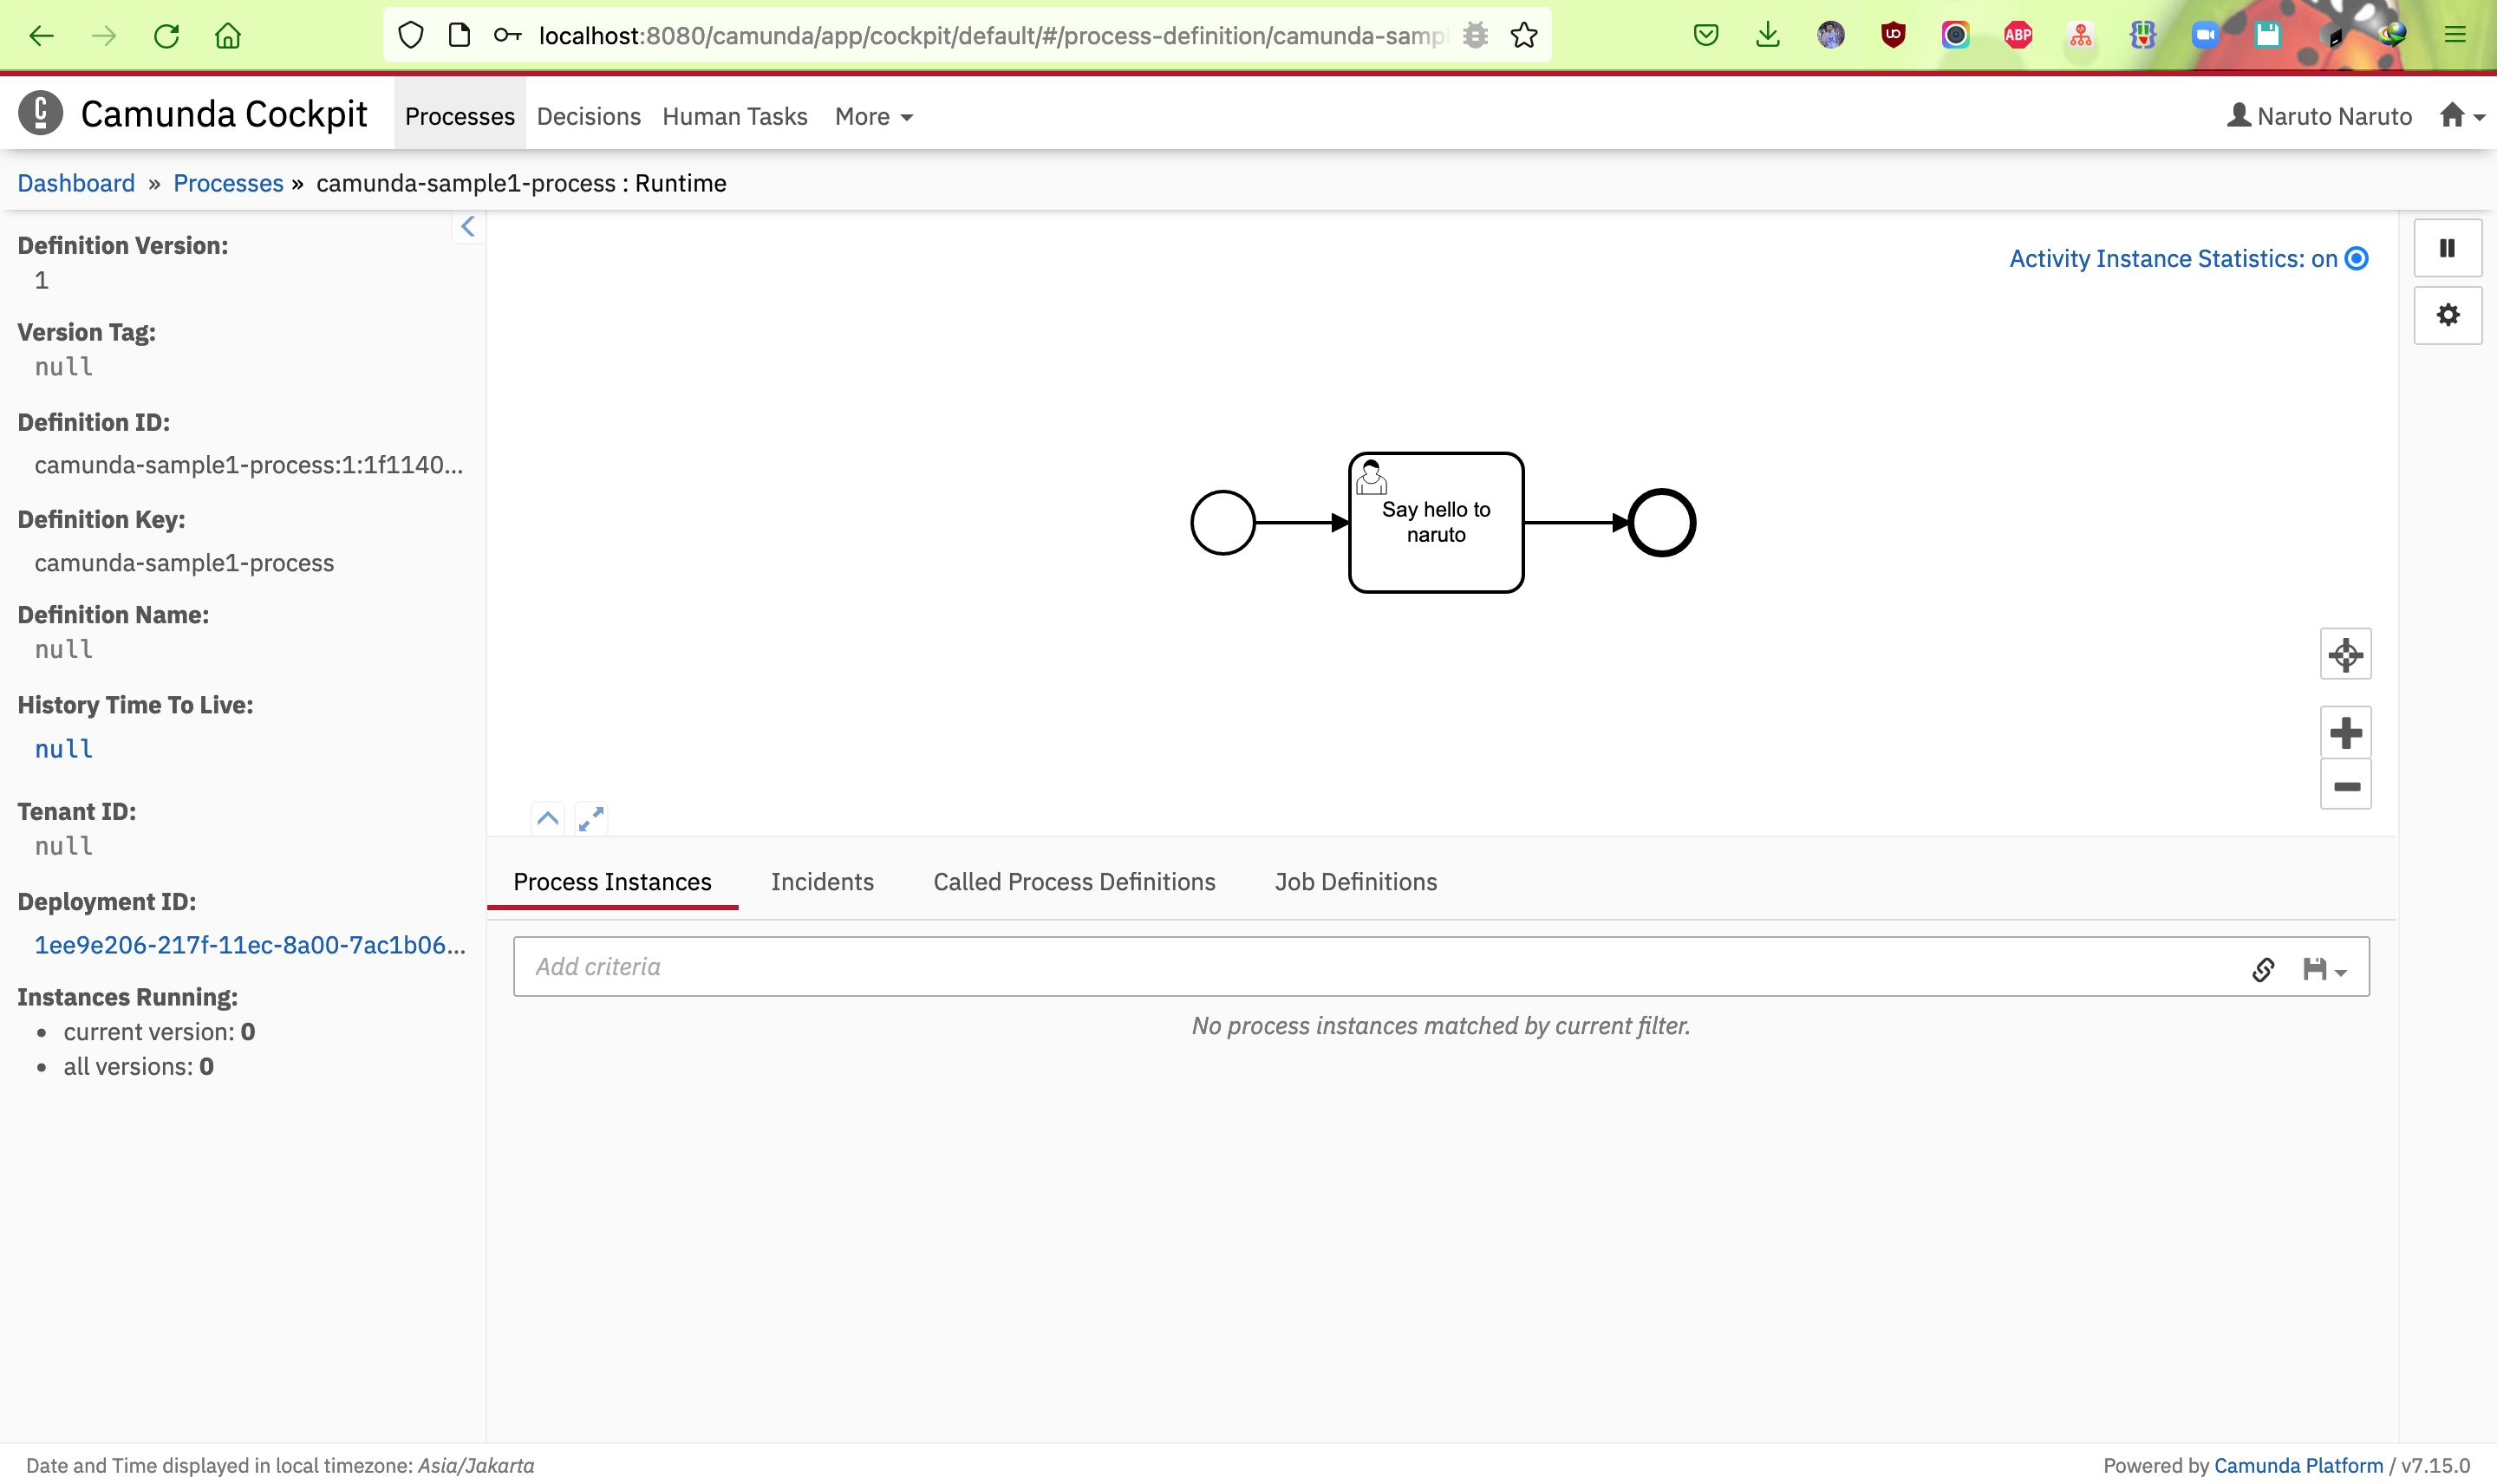 localhost:8080/camunda/app/cockpit/default/#/process-definition/camunda-samp
UD
ABP
Camunda Cockpit
Processes
Decisions
Human Tasks
More
Naruto Naruto
Dashboard » Processes » camunda-sample1-process : Runtime
Definition Version:
1
Version Tag:
null
Definition ID:
camunda-sample1-process:1:1f1140...
Definition Key:
camunda-sample1-process
Definition Name:
null
History Time To Live:
null
Tenant ID:
null
Deployment ID:
1ee9e206-217f-11ec-8a00-7ac1b06...
Instances Running:
• current version: 0
• all versions: 0
Activity Instance Statistics: on
Say hello to
naruto
Process Instances
Incidents
Called Process Definitions
Job Definitions
Add criteria
No process instances matched by current filter.
Date and Time displayed in local timezone: Asia/Jakarta
Powered by Camunda Platform / v7.15.0